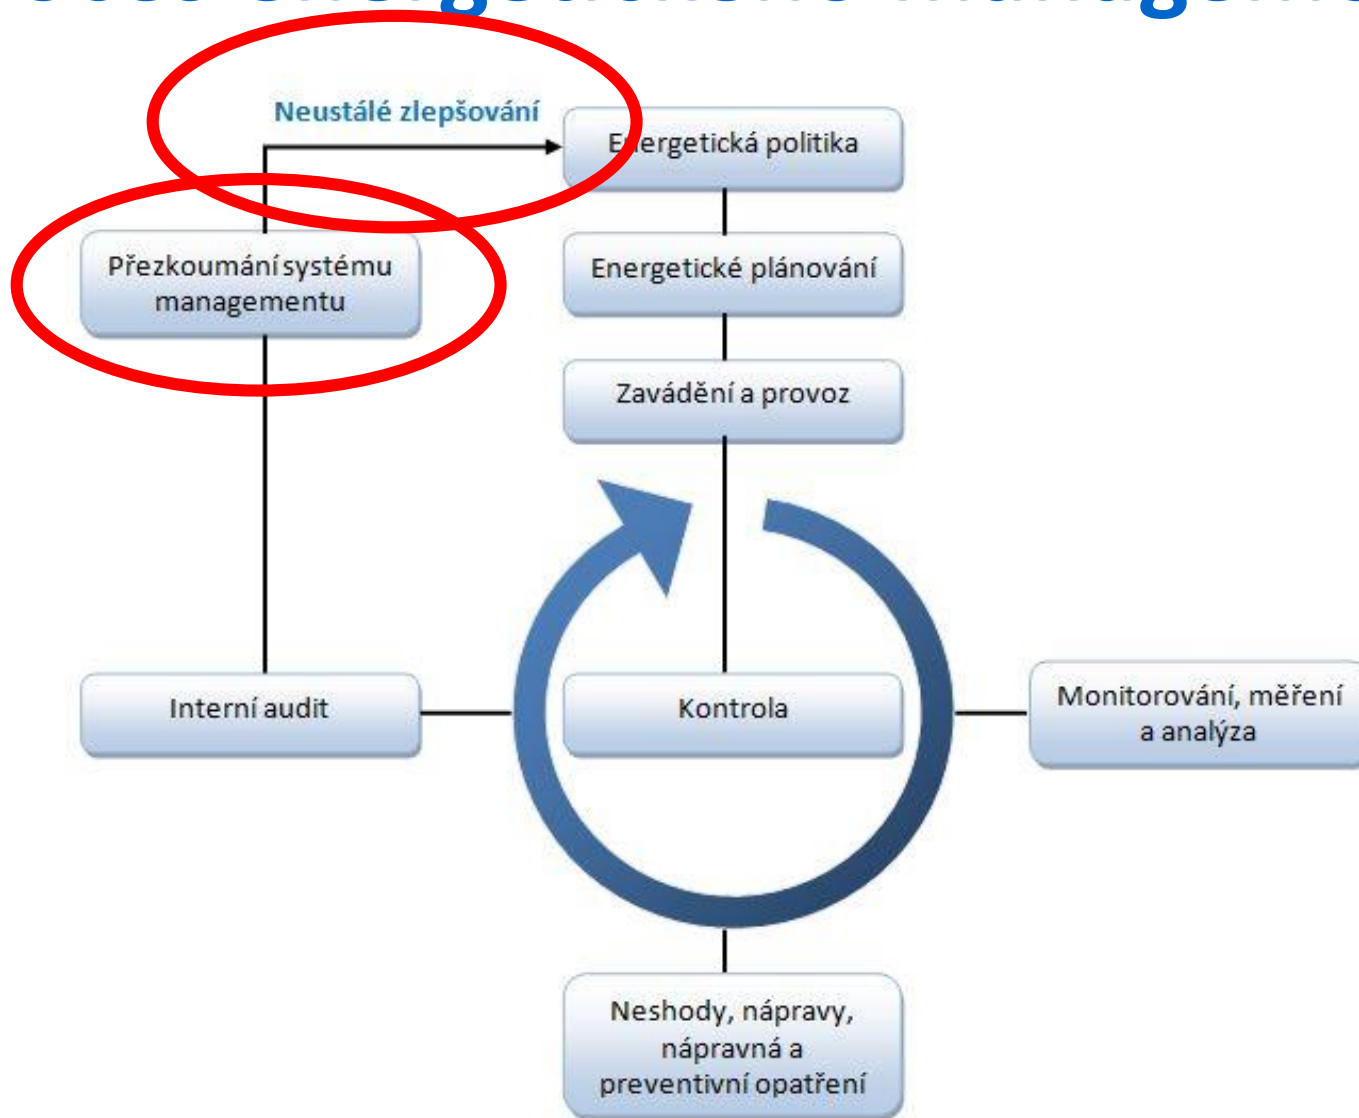 Neustálé zlepšování
Energetická politika
Přezkoumání systému
managementu
Energetické plánování
Zavádění a provoz
Interní audit
Kontrola
Monitorování, měření
a analýza
Neshody, nápravy,
nápravná a
preventivní opatření